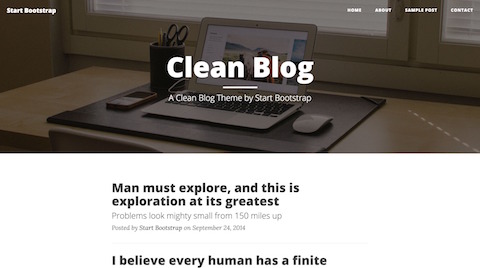 Start Bootstrap
HOME ABOUT SAMPLE POST CONTACT
Clean Blog
A Clean Blog Theme by Start Bootstrap
Man must explore, and this is
exploration at its greatest
Problems look mighty small from 150 miles up
Posted by Start Bootstrap on September 24, 2014
I believe every human has a finite